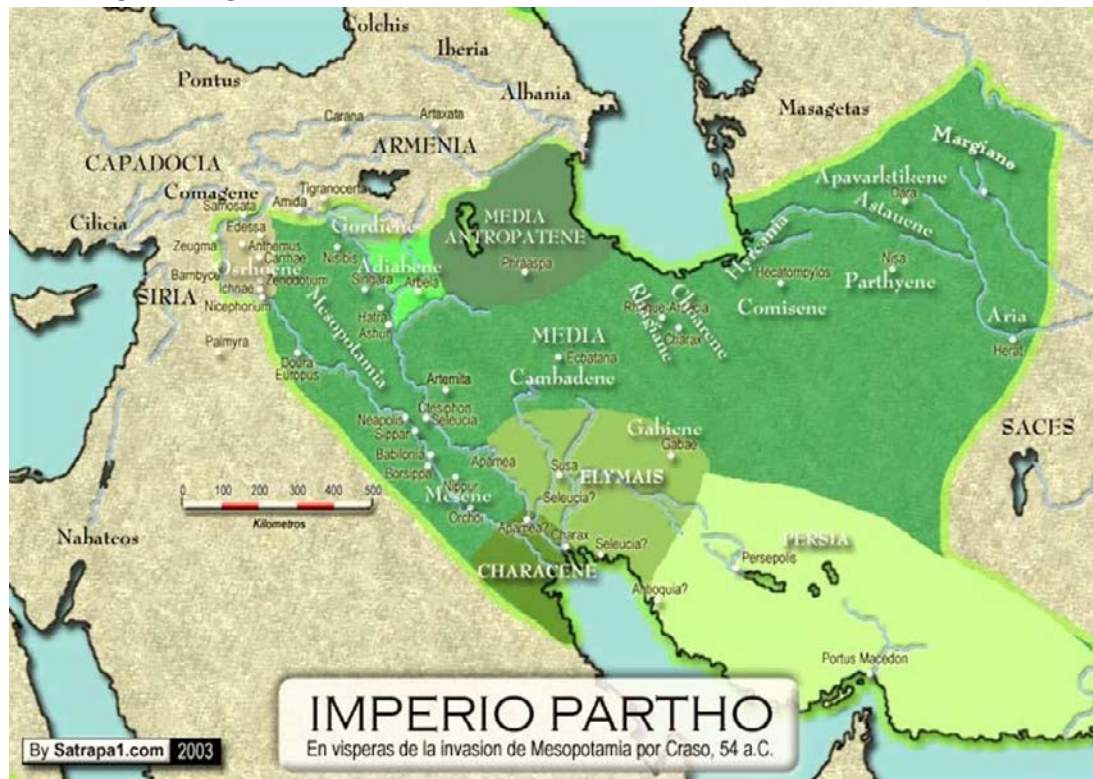 Colchis
Iberia
Pontus
Albania
Masagetas
Carana
Artaxata
ARMENIA
Margiano
CAPADOCIA
Comagene
Tigranocerta
Apavarktikene
Dara
Cilicia
Samosata
Amida
Gordiene
MEDIA
ANTROPATENE
Astauene
Edessa
Zeugma
Anthemus
Carrhae
Nisibis
Adiabene
Phraaspa
Hyrcania
Hecatompylos
Nisa
Parthyene
Bambyce
Osrhoene
Zenodotium
Singara
Arbela
Ichnae
SIRIA
Nicephorium
Mesopotamia
Hatra
Ashur
Rhagiane
Choarene
Charax
Comisene
Aria
Herat
Palmyra
Doura
Europus
MEDIA
Ecbatana
Cambadene
Artemita
Ctesiphon
Seleucia
Neapolis
Sippar
Gabiene
Gabae
SACES
Babilonia
Borsippa
Apamea
Susa
ELYMAIS
Nippur
Mesene
Seleucia?
Orchoi
0 100 200 300 400 500
Kilometros
Nabateos
Apamea?
Charax
Seleucia?
PERSIA
Persepolis
CHARACENE
Antioquia?
Portus Macedon
IMPERIO PARTHO
En visperas de la invasion de Mesopotamia por Craso, 54 a.C.
By Satrapa1.com 2003